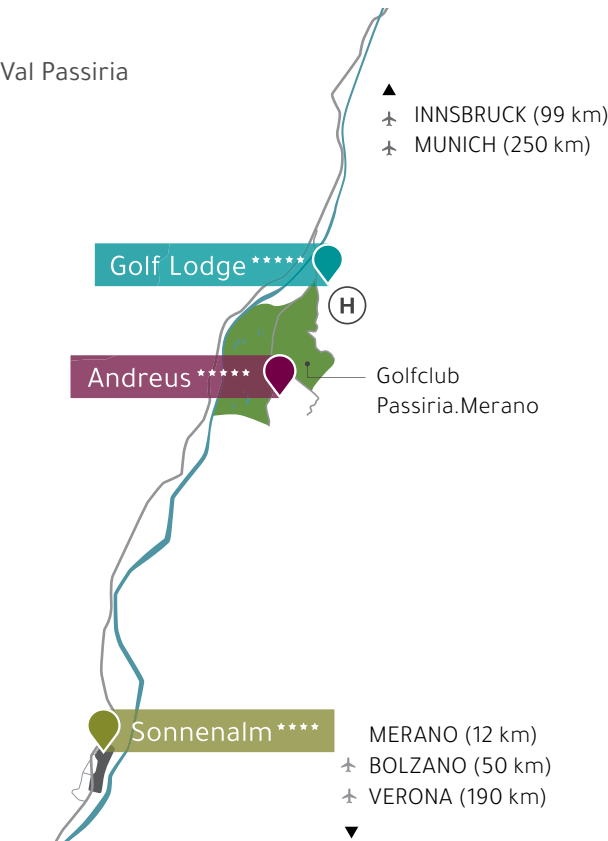 Val Passiria
INNSBRUCK (99 km)
MUNICH (250 km)
Golf Lodge *****
H
Andreus *****
Golfclub
Passiria.Merano
Sonnenalm ****
MERANO (12 km)
BOLZANO (50 km)
VERONA (190 km)